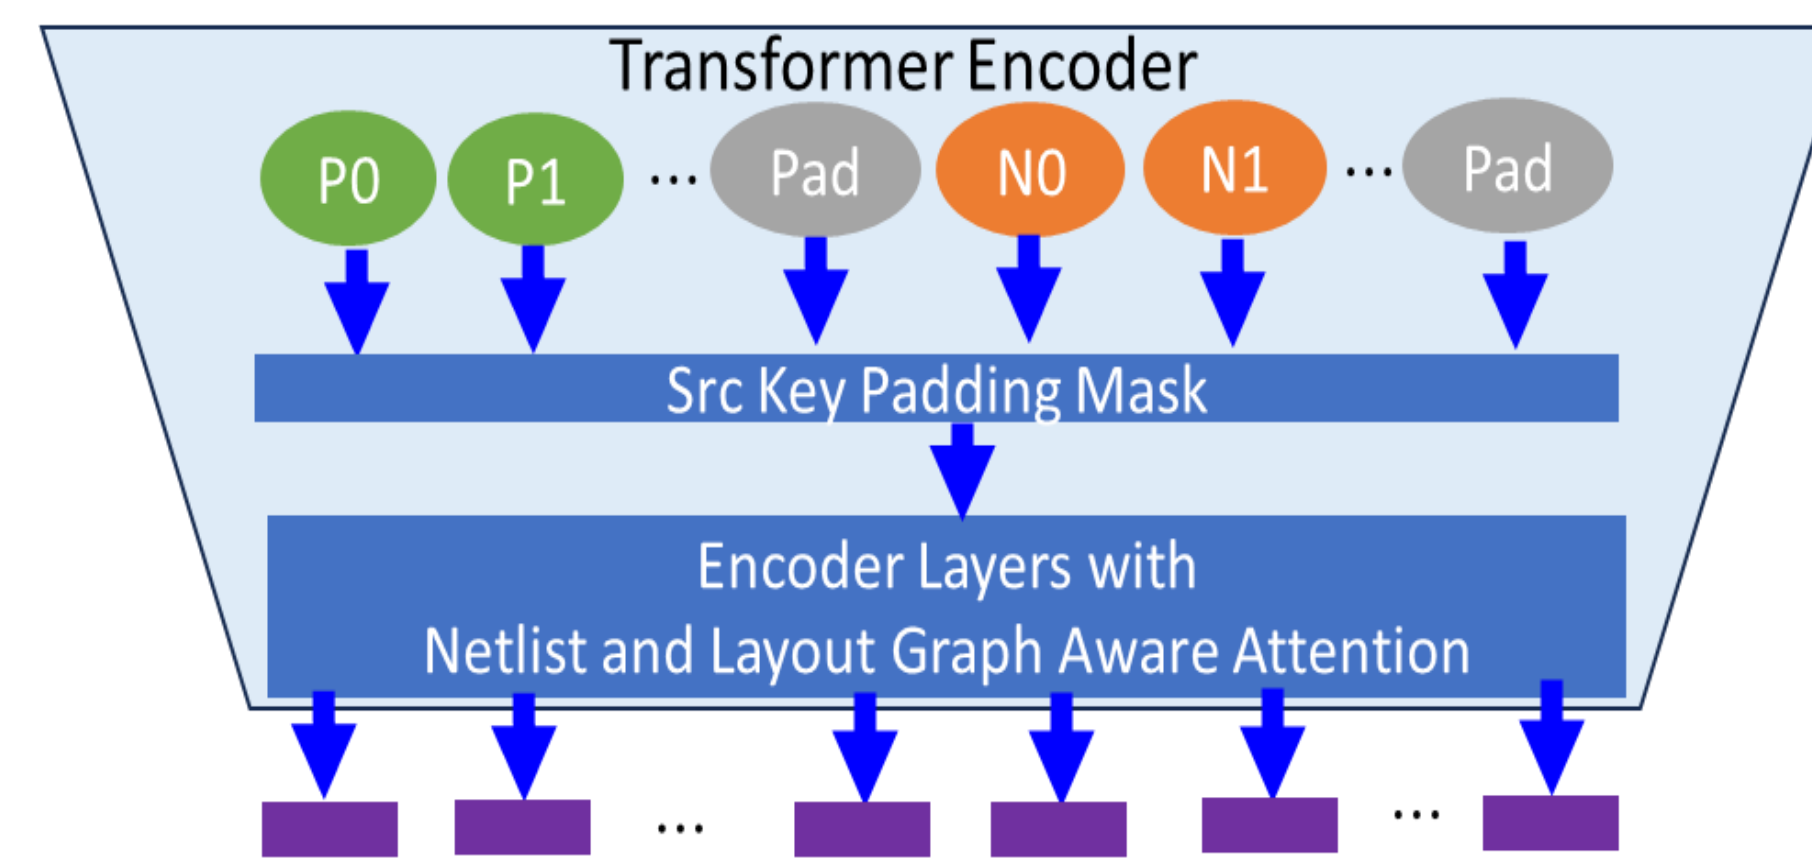 Transformer Encoder
P0 P1 ... Pad N0 N1 ... Pad
Src Key Padding Mask
Encoder Layers with
Netlist and Layout Graph Aware Attention
... ...